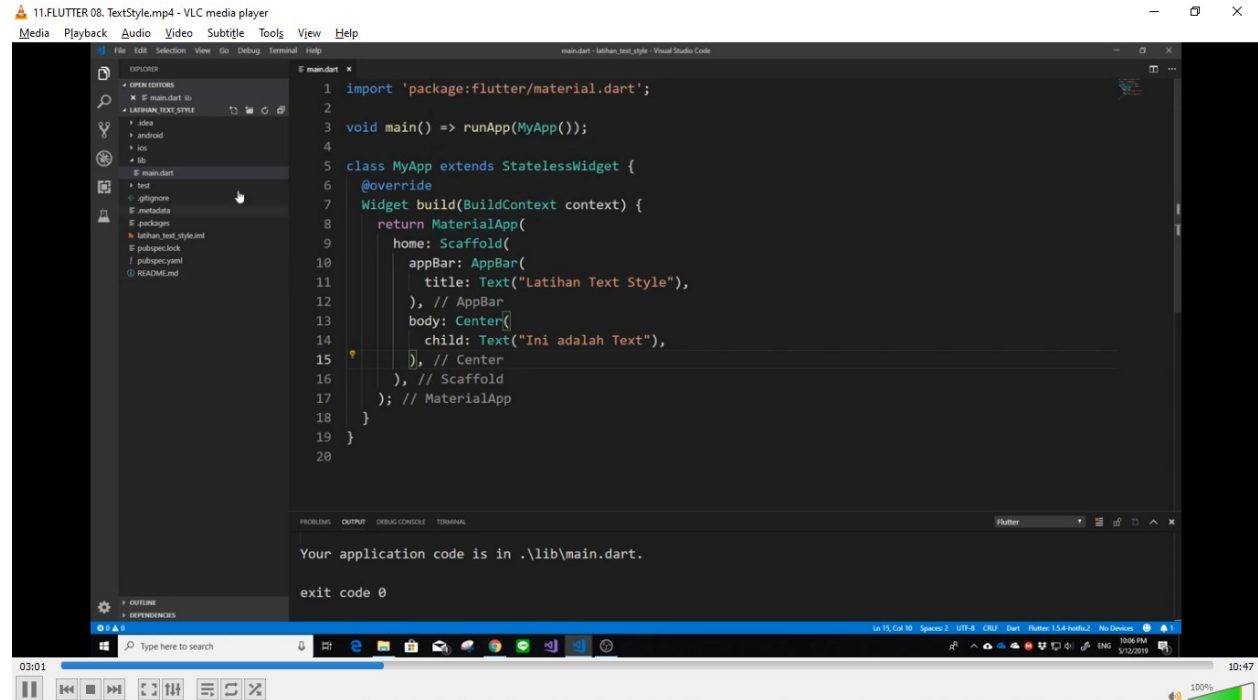 11.FLUTTER 08. TextStyle.mp4 - VLC media player
Media Playback Audio Video Subtitle Tools View Help
File Edit Selection View Go Debug Terminal Help
main.dart - latihan_text_style - Visual Studio Code
EXPLORER
OPEN EDITORS
main.dart lib
LATIHAN_TEXT_STYLE
.idea
android
ios
lib
main.dart
test
.gitignore
.metadata
.packages
latihan_text_style.iml
pubspec.lock
pubspec.yaml
README.md
OUTLINE
DEPENDENCIES
main.dart
1 import 'package:flutter/material.dart';
2
3 void main() => runApp(MyApp());
4
5 class MyApp extends StatelessWidget {
6 @override
7 Widget build(BuildContext context) {
8 return MaterialApp(
9 home: Scaffold(
10 appBar: AppBar(
11 title: Text("Latihan Text Style"),
12 ), // AppBar
13 body: Center(
14 child: Text("Ini adalah Text"),
15 ), // Center
16 ), // Scaffold
17 ); // MaterialApp
18 }
19 }
20
PROBLEMS OUTPUT DEBUG CONSOLE TERMINAL
Flutter
Your application code is in .\lib\main.dart.
exit code 0
0 0
Ln 15, Col 10 Spaces: 2 UTF-8 CRLF Dart Flutter: 1.5.4-hotfix.2 No Devices 1
Type here to search
ENG
10:06 PM
5/12/2019
03:01
10:47
100%